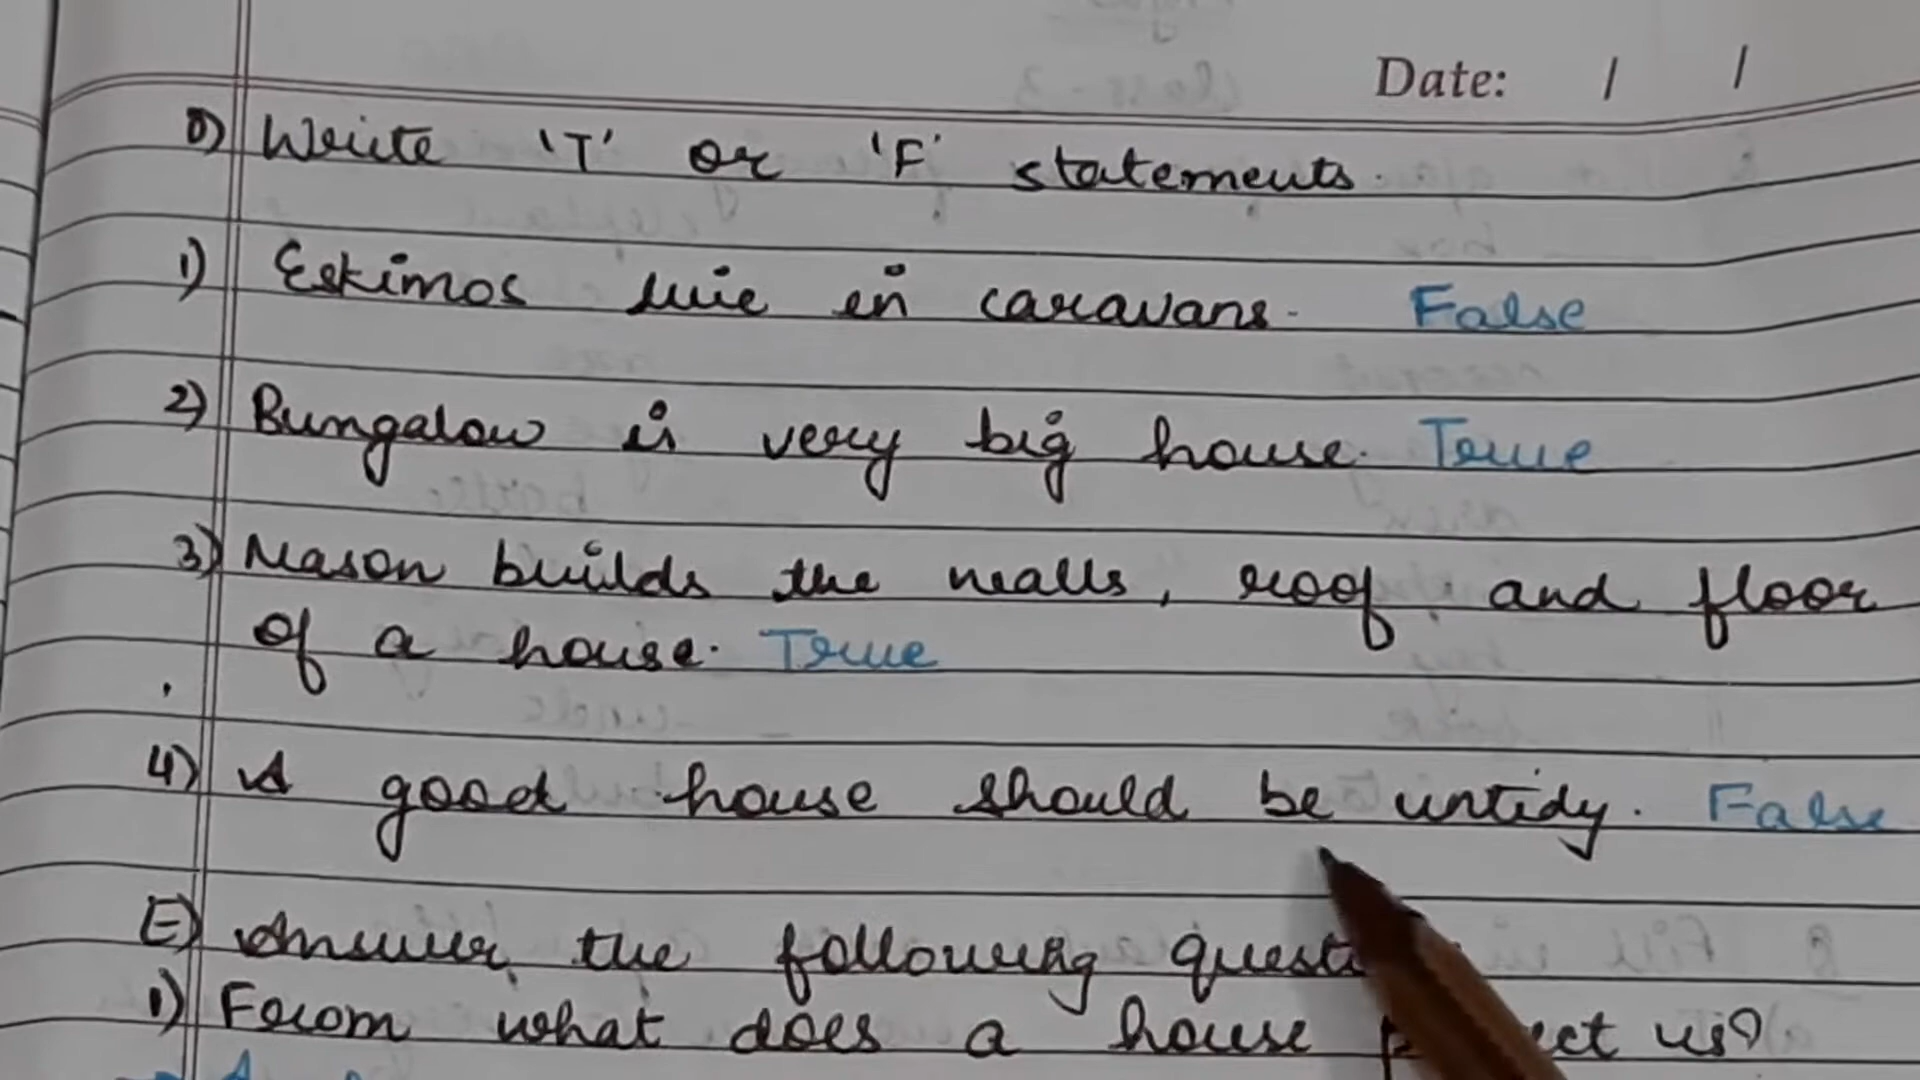 Date: / /
D) Write 'T' or 'F' statements.
1) Eskimos live in caravans. False
2) Bungalow is very big house. True
3) Mason builds the walls, roof and floor
of a house. True
4) A good house should be untidy. False
E) Answer the following
1) From what does a house us?